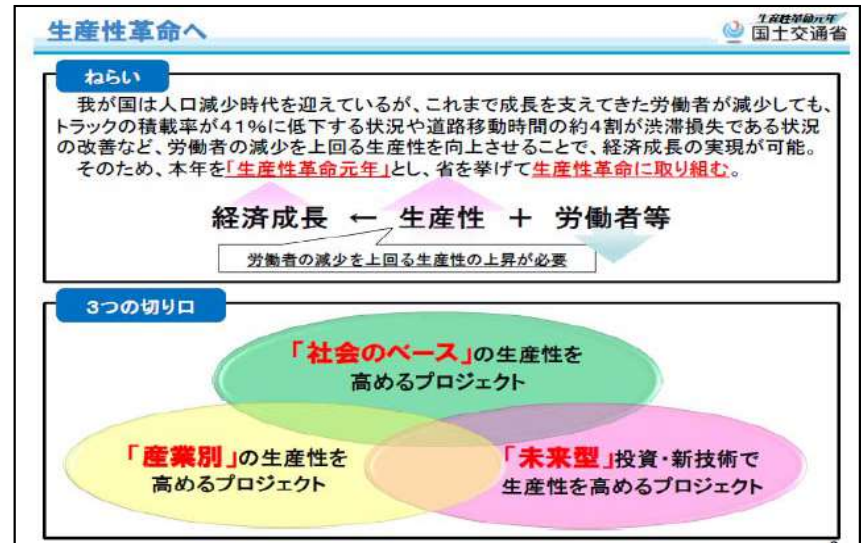 生産性革命へ
生産性革命元年
国土交通省
ねらい
我が国は人口減少時代を迎えているが、これまで成長を支えてきた労働者が減少しても、
トラックの積載率が41%に低下する状況や道路移動時間の約4割が渋滞損失である状況
の改善など、労働者の減少を上回る生産性を向上させることで、経済成長の実現が可能。
そのため、本年を「生産性革命元年」とし、省を挙げて生産性革命に取り組む。
経済成長 ← 生産性 + 労働者等
労働者の減少を上回る生産性の上昇が必要
3つの切り口
「社会のベース」の生産性を
高めるプロジェクト
「産業別」の生産性を
高めるプロジェクト
「未来型」投資・新技術で
生産性を高めるプロジェクト